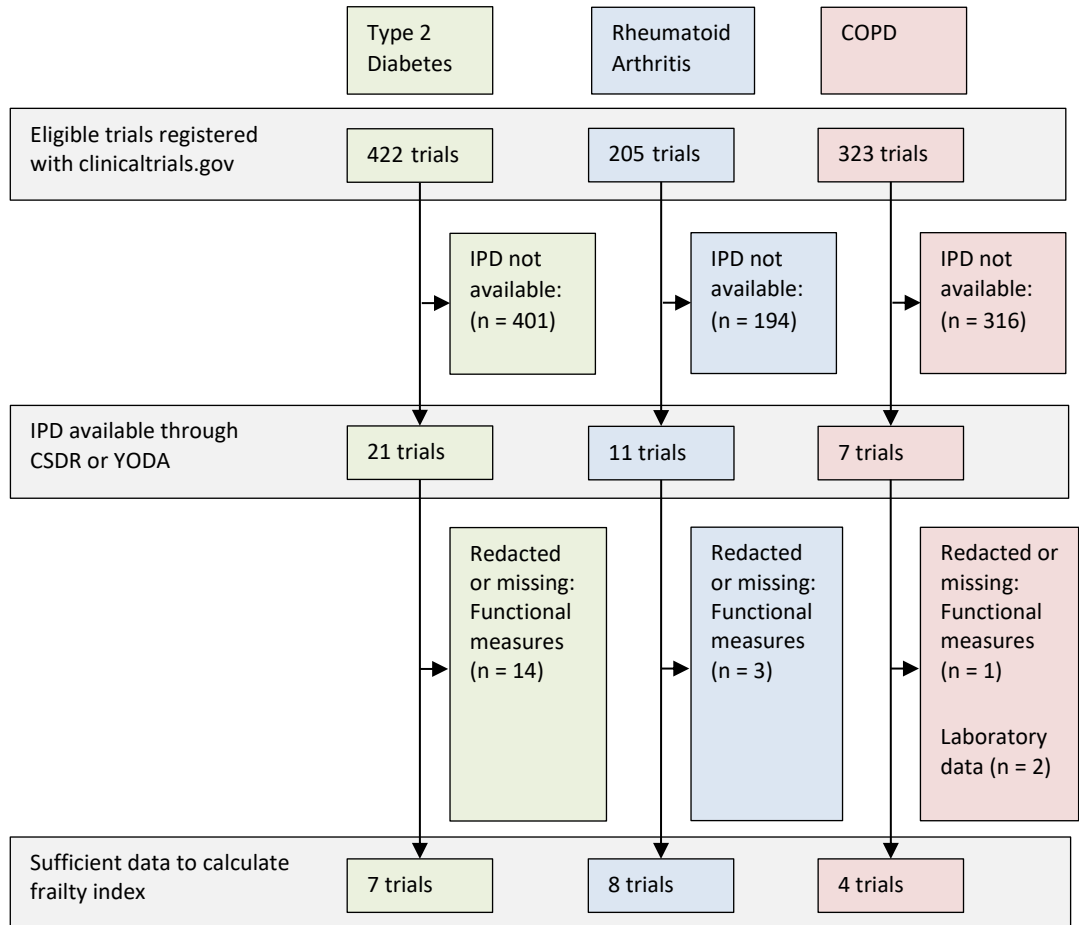 Type 2
Diabetes
Rheumatoid
Arthritis
COPD
Eligible trials registered
with clinicaltrials.gov
422 trials
205 trials
323 trials
IPD not
available:
(n = 401)
IPD not
available:
(n = 194)
IPD not
available:
(n = 316)
IPD available through
CSDR or YODA
21 trials
11 trials
7 trials
Redacted
or missing:
Functional
measures
(n = 14)
Redacted
or missing:
Functional
measures
(n = 3)
Redacted or
missing:
Functional
measures
(n = 1)
Laboratory
data (n = 2)
Sufficient data to calculate
frailty index
7 trials
8 trials
4 trials